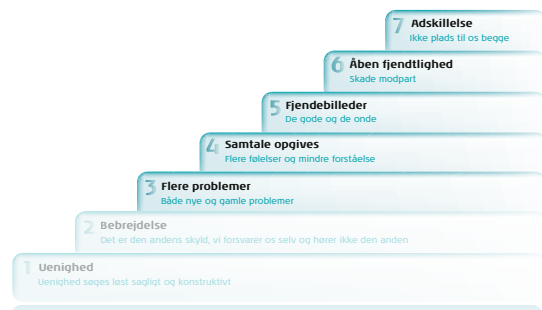 7 Adskillelse
Ikke plads til os begge
6 Åben fjendtlighed
Skade modpart
5 Fjendebilleder
De gode og de onde
4 Samtale opgives
Flere følelser og mindre forståelse
3 Flere problemer
Både nye og gamle problemer
2 Bebrejdelse
Det er den andens skyld, vi forsvarer os selv og hører ikke den anden
1 Uenighed
Uenighed søges løst sagligt og konstruktivt